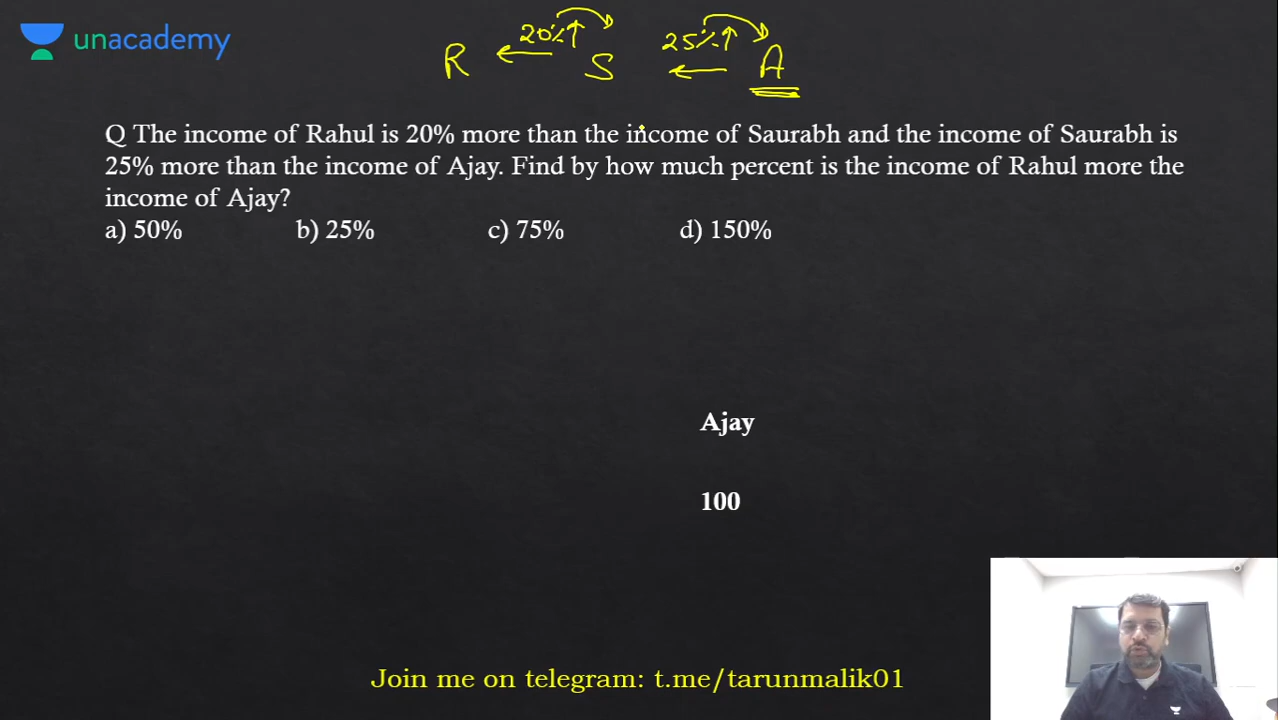 unacademy
R 20%↑ S 25%↑ A
Q The income of Rahul is 20% more than the income of Saurabh and the income of Saurabh is
25% more than the income of Ajay. Find by how much percent is the income of Rahul more the
income of Ajay?
a) 50% b) 25% c) 75% d) 150%
Ajay
100
Join me on telegram: t.me/tarunmalik01